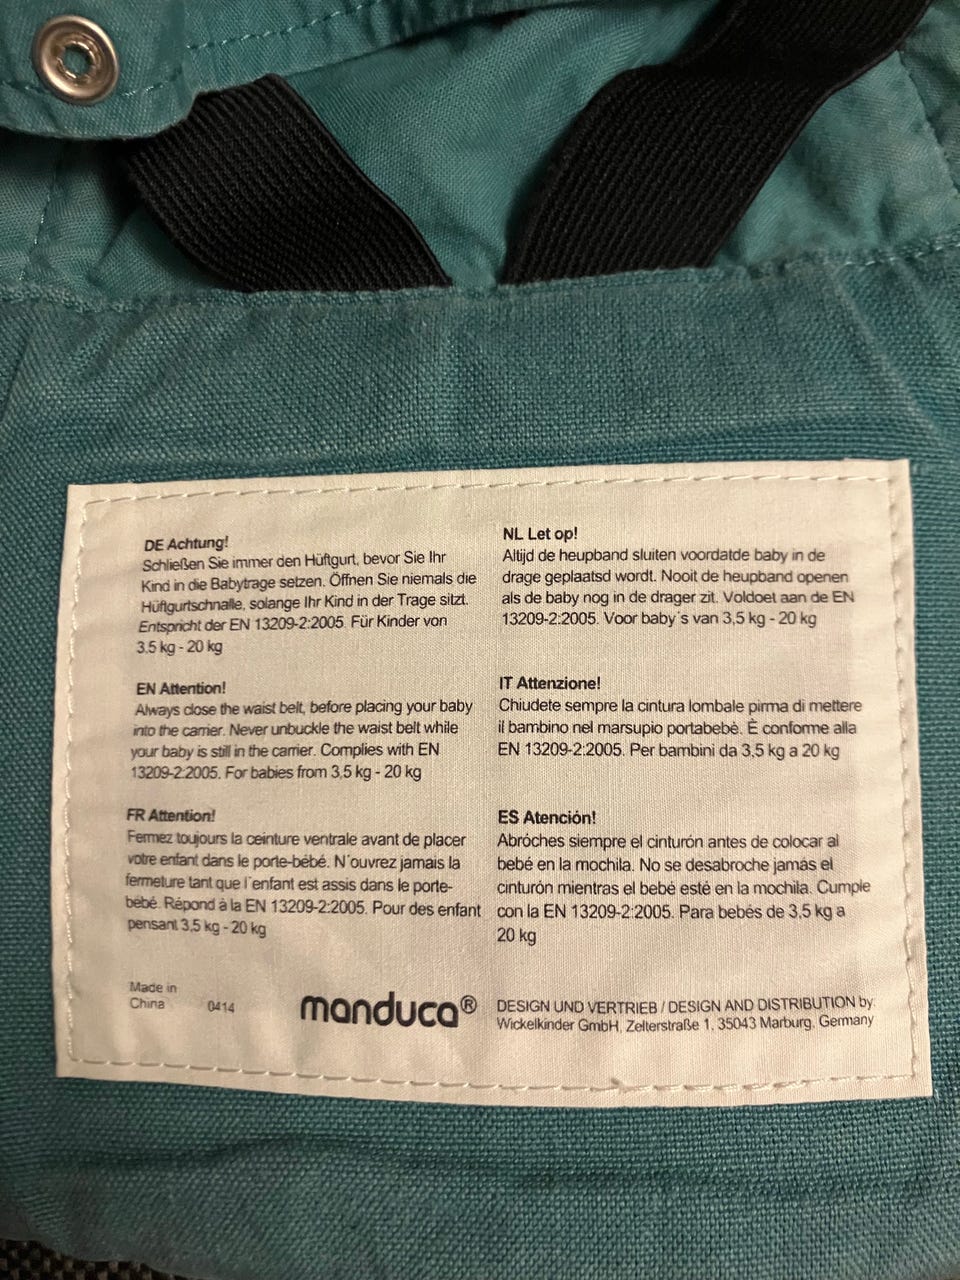 DE Achtung!
Schließen Sie immer den Hüftgurt, bevor Sie Ihr
Kind in die Babytrage setzen. Öffnen Sie niemals die
Hüftgurtschnalle, solange Ihr Kind in der Trage sitzt.
Entspricht der EN 13209-2:2005. Für Kinder von
3.5 kg - 20 kg
EN Attention!
Always close the waist belt, before placing your baby
into the carrier. Never unbuckle the waist belt while
your baby is still in the carrier. Complies with EN
13209-2:2005. For babies from 3,5 kg - 20 kg
FR Attention!
Fermez toujours la ceinture ventrale avant de placer
votre enfant dans le porte-bébé. N´ouvrez jamais la
fermeture tant que l´enfant est assis dans le porte-
bébé. Répond à la EN 13209-2:2005. Pour des enfant
pensant 3,5 kg - 20 kg
NL Let op!
Altijd de heupband sluiten voordatde baby in de
drage geplaatsd wordt. Nooit de heupband openen
als de baby nog in de drager zit. Voldoet aan de EN
13209-2:2005. Voor baby´s van 3,5 kg - 20 kg
IT Attenzione!
Chiudete sempre la cintura lombale pirma di mettere
il bambino nel marsupio portabebè. È conforme alla
EN 13209-2:2005. Per bambini da 3,5 kg a 20 kg
ES Atención!
Abróches siempre el cinturón antes de colocar al
bebé en la mochila. No se desabroche jamás el
cinturón mientras el bebé esté en la mochila. Cumple
con la EN 13209-2:2005. Para bebés de 3,5 kg a
20 kg
Made in
China 0414
manduca®
DESIGN UND VERTRIEB / DESIGN AND DISTRIBUTION by
Wickelkinder GmbH, Zelterstraße 1, 35043 Marburg, Germany